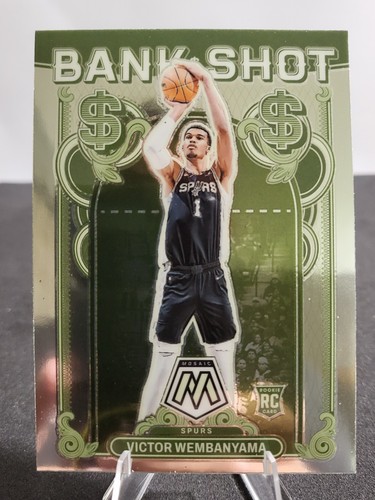 BANK SHOT
$ $
SPURS
1
MOSAIC
M
ROOKIE
RC
CARD
SPURS
VICTOR WEMBANYAMA